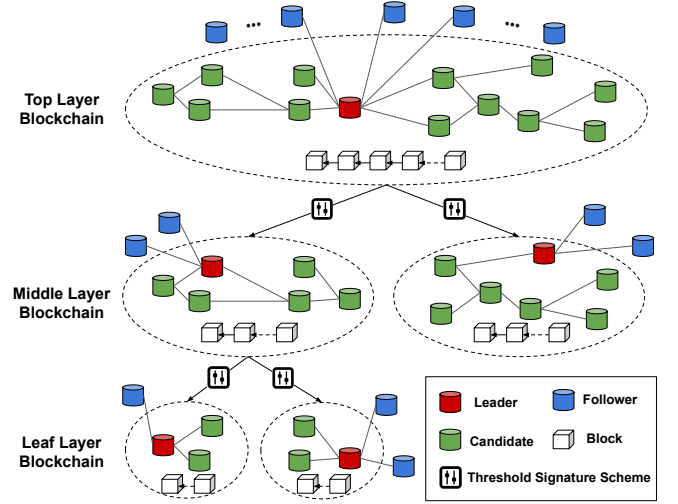 Top Layer
Blockchain
Middle Layer
Blockchain
Leaf Layer
Blockchain
Leader
Follower
Candidate
Block
Threshold Signature Scheme